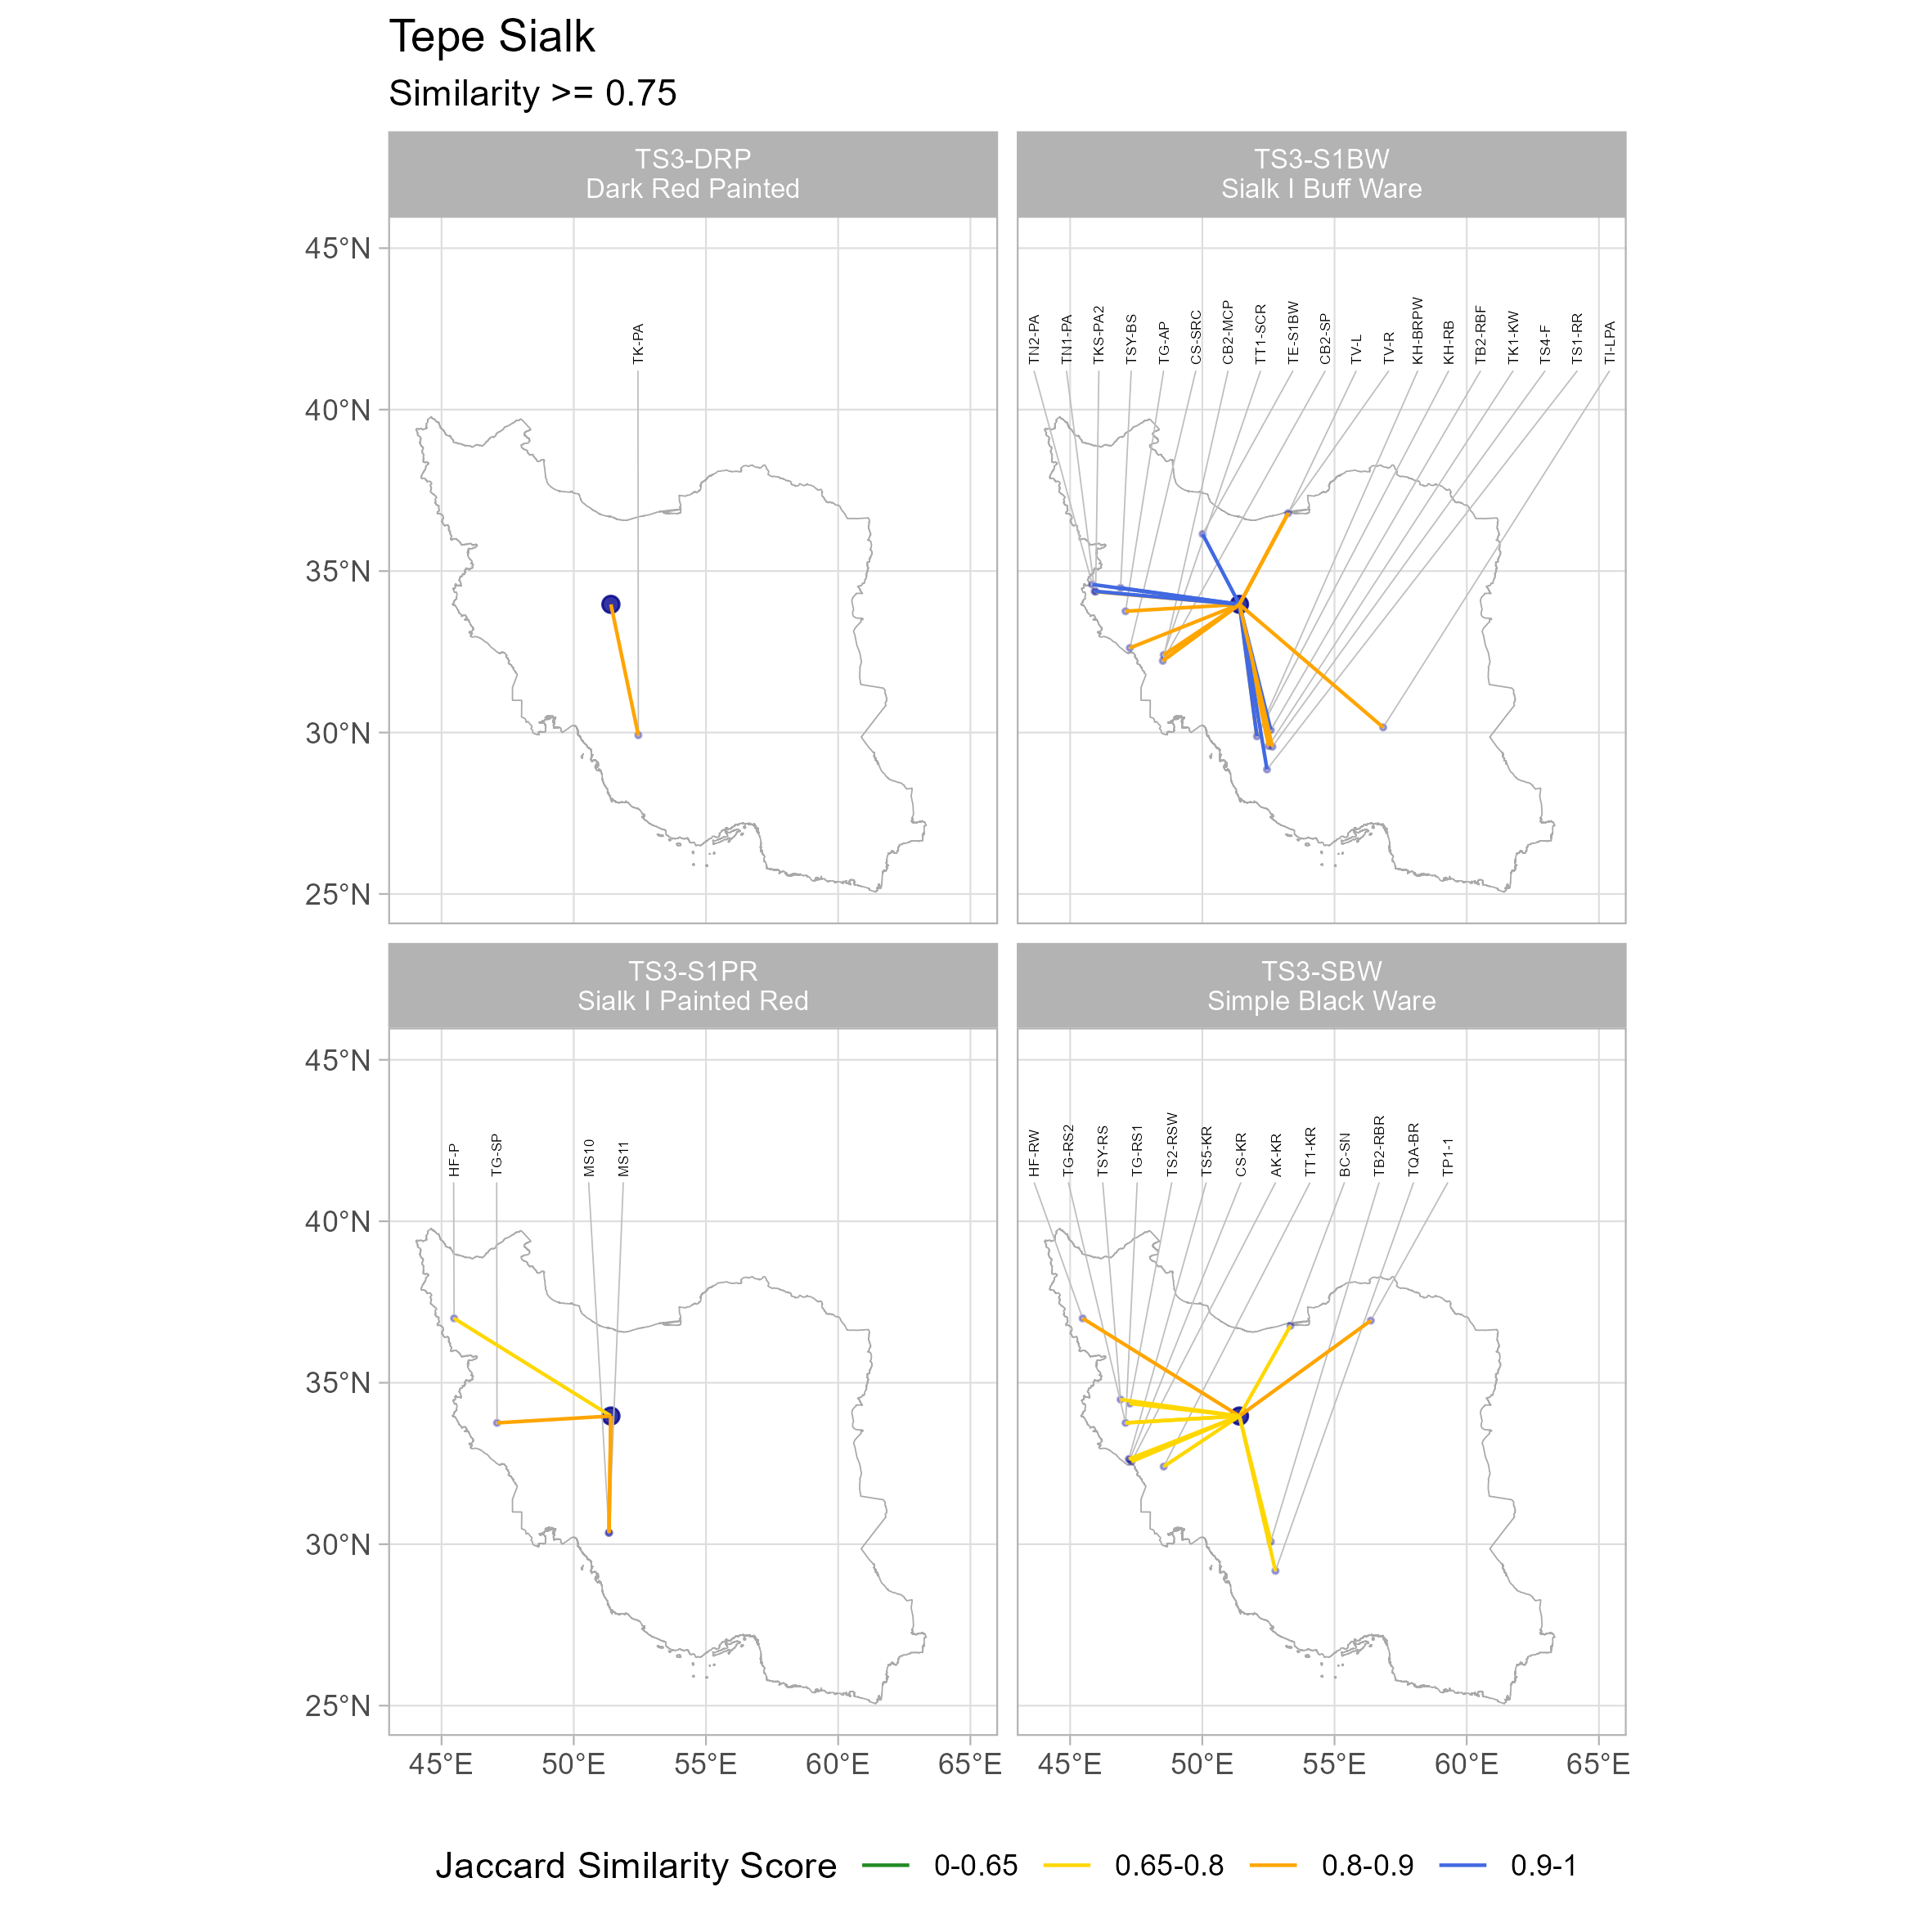 Tepe Sialk
Similarity >= 0.75
TS3-DRP
Dark Red Painted
TS3-S1BW
Sialk I Buff Ware
45°N
40°N
35°N
30°N
25°N
TK-PA
TN2-PA
TN1-PA
TKS-PA2
TSY-BS
TG-AP
CS-SRC
CB2-MCP
TT1-SCR
TE-S1BW
CB2-SP
TV-L
TV-R
KH-BRPW
KH-RB
TB2-RBF
TK1-KW
TS4-F
TS1-RR
TI-LPA
TS3-S1PR
Sialk I Painted Red
TS3-SBW
Simple Black Ware
45°N
40°N
35°N
30°N
25°N
HF-P
TG-SP
MS10
MS11
HF-RW
TG-RS2
TSY-RS
TG-RS1
TS2-RSW
TS5-KR
CS-KR
AK-KR
TT1-KR
BC-SN
TB2-RBR
TQA-BR
TP1-1
45°E 50°E 55°E 60°E 65°E
45°E 50°E 55°E 60°E 65°E
Jaccard Similarity Score 0-0.65 0.65-0.8 0.8-0.9 0.9-1